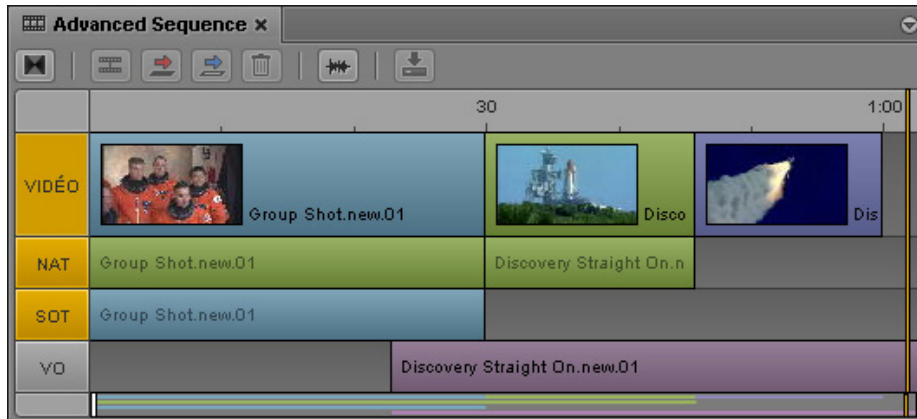 Advanced Sequence ×
30 1:00
VIDÉO Group Shot.new.01 Disco Dis
NAT Group Shot.new.01 Discovery Straight On.n
SOT Group Shot.new.01
VO Discovery Straight On.new.01